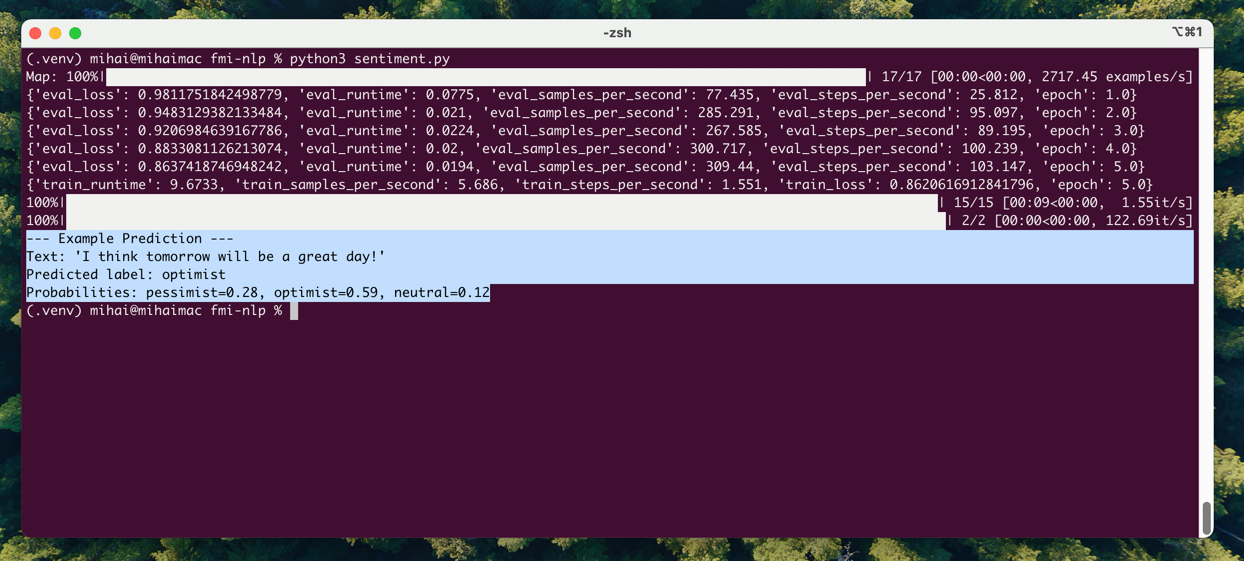 -zsh
⌥⌘1
(.venv) mihai@mihaimac fmi-nlp % python3 sentiment.py
Map: 100%| | 17/17 [00:00<00:00, 2717.45 examples/s]
{'eval_loss': 0.9811751842498779, 'eval_runtime': 0.0775, 'eval_samples_per_second': 77.435, 'eval_steps_per_second': 25.812, 'epoch': 1.0}
{'eval_loss': 0.9483129382133484, 'eval_runtime': 0.021, 'eval_samples_per_second': 285.291, 'eval_steps_per_second': 95.097, 'epoch': 2.0}
{'eval_loss': 0.9206984639167786, 'eval_runtime': 0.0224, 'eval_samples_per_second': 267.585, 'eval_steps_per_second': 89.195, 'epoch': 3.0}
{'eval_loss': 0.8833081126213074, 'eval_runtime': 0.02, 'eval_samples_per_second': 300.717, 'eval_steps_per_second': 100.239, 'epoch': 4.0}
{'eval_loss': 0.8637418746948242, 'eval_runtime': 0.0194, 'eval_samples_per_second': 309.44, 'eval_steps_per_second': 103.147, 'epoch': 5.0}
{'train_runtime': 9.6733, 'train_samples_per_second': 5.686, 'train_steps_per_second': 1.551, 'train_loss': 0.8620616912841796, 'epoch': 5.0}
100%| | 15/15 [00:09<00:00, 1.55it/s]
100%| | 2/2 [00:00<00:00, 122.69it/s]
--- Example Prediction ---
Text: 'I think tomorrow will be a great day!'
Predicted label: optimist
Probabilities: pessimist=0.28, optimist=0.59, neutral=0.12
(.venv) mihai@mihaimac fmi-nlp %